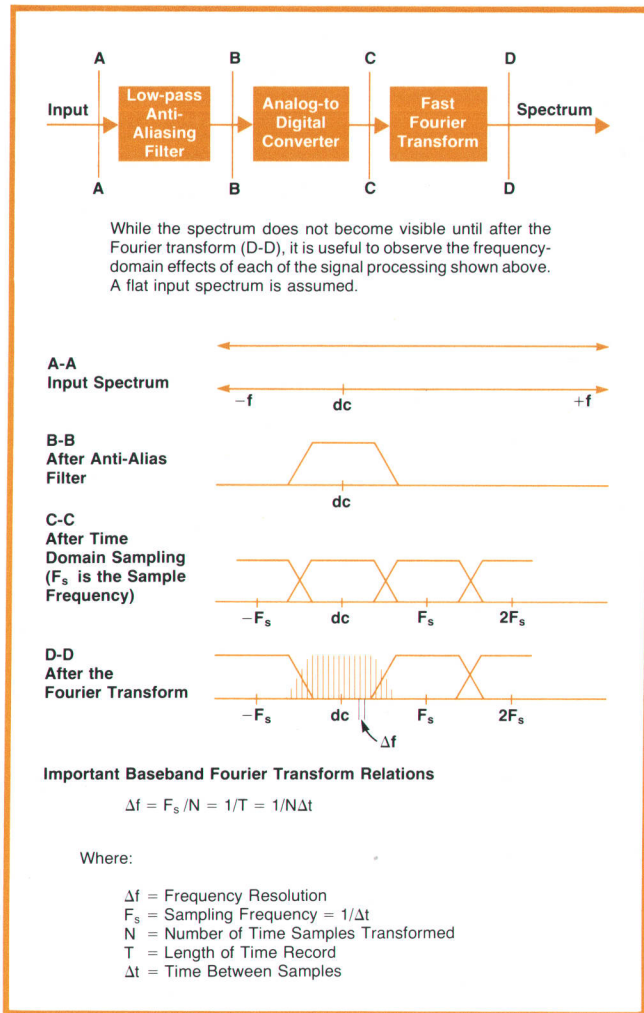 A B C D
Input
Low-pass
Anti-
Aliasing
Filter
Analog-to
Digital
Converter
Fast
Fourier
Transform
Spectrum
A B C D
While the spectrum does not become visible until after the
Fourier transform (D-D), it is useful to observe the frequency-
domain effects of each of the signal processing shown above.
A flat input spectrum is assumed.
A-A
Input Spectrum
−f dc +f
B-B
After Anti-Alias
Filter
dc
C-C
After Time
Domain Sampling
(Fs is the Sample
Frequency)
−Fs dc Fs 2Fs
D-D
After the
Fourier Transform
−Fs dc Fs 2Fs
Δf
Important Baseband Fourier Transform Relations
Δf = Fs /N = 1/T = 1/NΔt
Where:
Δf = Frequency Resolution
Fs = Sampling Frequency = 1/Δt
N = Number of Time Samples Transformed
T = Length of Time Record
Δt = Time Between Samples